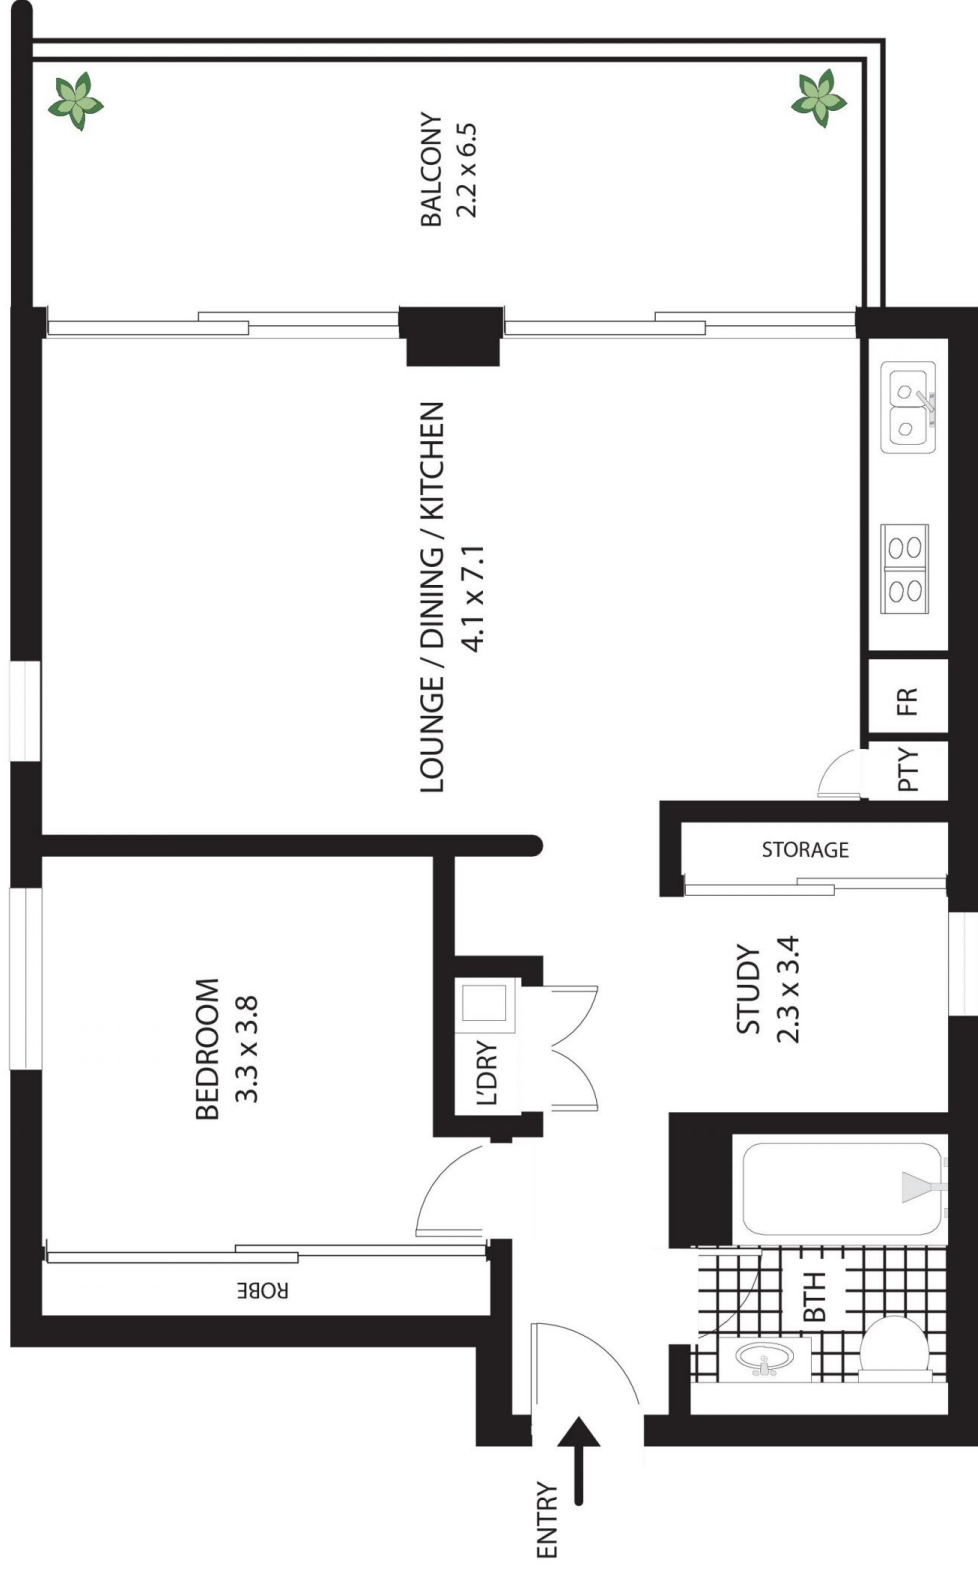 BALCONY
2.2 x 6.5
LOUNGE / DINING / KITCHEN
4.1 x 7.1
FR
PTY
STORAGE
STUDY
2.3 x 3.4
BEDROOM
3.3 x 3.8
L'DRY
ROBE
BTH
ENTRY